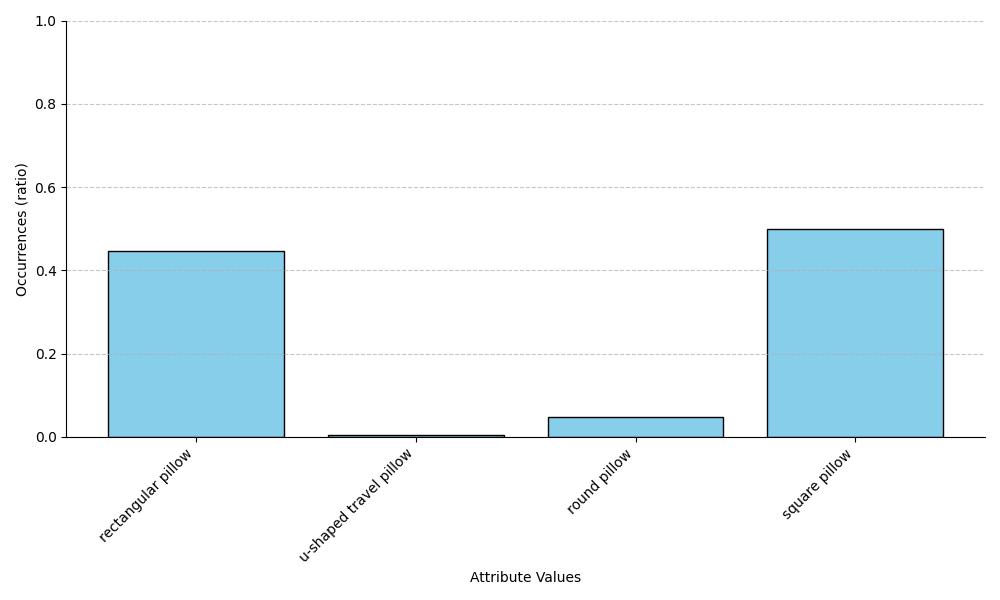 1.0
0.8
0.6
0.4
0.2
0.0
Occurrences (ratio)
rectangular pillow
u-shaped travel pillow
round pillow
square pillow
Attribute Values